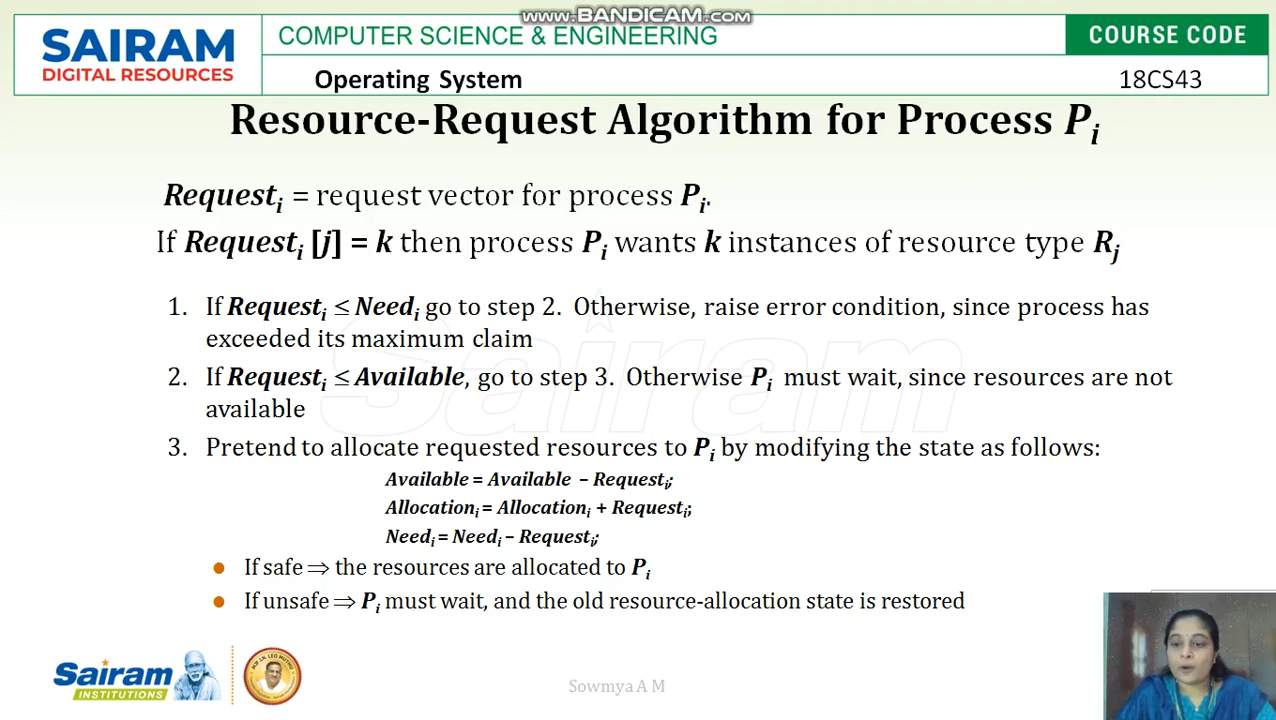 www.BANDICAM.com
SAIRAM
DIGITAL RESOURCES
COMPUTER SCIENCE & ENGINEERING
COURSE CODE
Operating System
18CS43
Resource-Request Algorithm for Process Pi
Requesti = request vector for process Pi.
If Requesti [j] = k then process Pi wants k instances of resource type Rj
1. If Requesti ≤ Needi go to step 2. Otherwise, raise error condition, since process has
exceeded its maximum claim
2. If Requesti ≤ Available, go to step 3. Otherwise Pi must wait, since resources are not
available
3. Pretend to allocate requested resources to Pi by modifying the state as follows:
Available = Available – Requesti;
Allocationi = Allocationi + Requesti;
Needi = Needi – Requesti;
● If safe ⇒ the resources are allocated to Pi
● If unsafe ⇒ Pi must wait, and the old resource-allocation state is restored
Sairam
Sairam
INSTITUTIONS
MJF. LN. LEO MUTHU
Sowmya A M